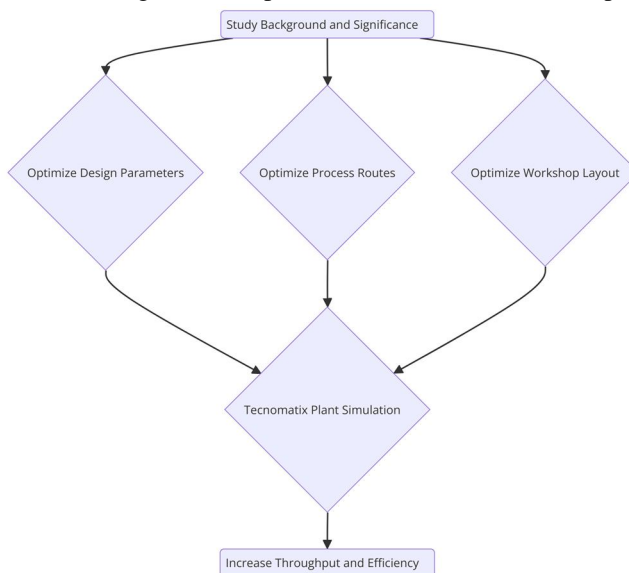 Study Background and Significance
Optimize Design Parameters
Optimize Process Routes
Optimize Workshop Layout
Tecnomatix Plant Simulation
Increase Throughput and Efficiency